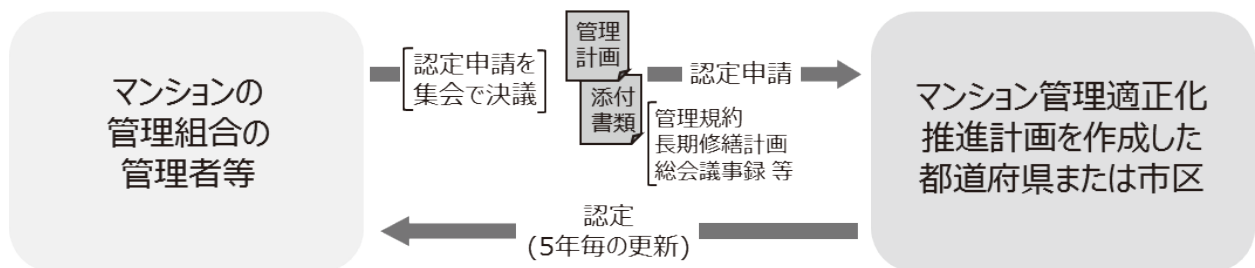 マンションの
管理組合の
管理者等
認定申請を
集会で決議
管理
計画
添付
書類
認定申請
管理規約
長期修繕計画
総会議事録 等
マンション管理適正化
推進計画を作成した
都道府県または市区
認定
(5年毎の更新)